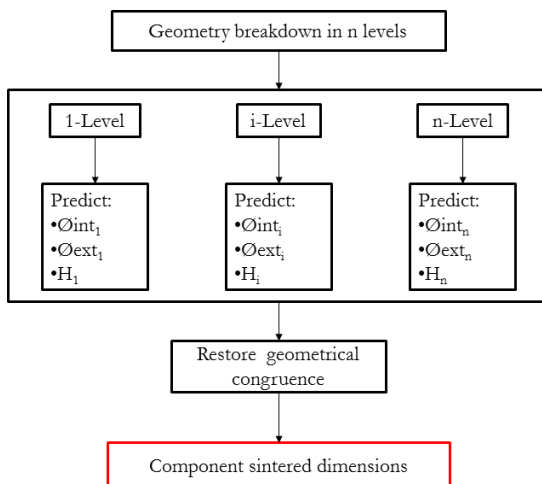 Geometry breakdown in n levels
1-Level
i-Level
n-Level
Predict:
•Øint₁
•Øext₁
•H₁
Predict:
•Øintᵢ
•Øextᵢ
•Hᵢ
Predict:
•Øintₙ
•Øextₙ
•Hₙ
Restore geometrical
congruence
Component sintered dimensions